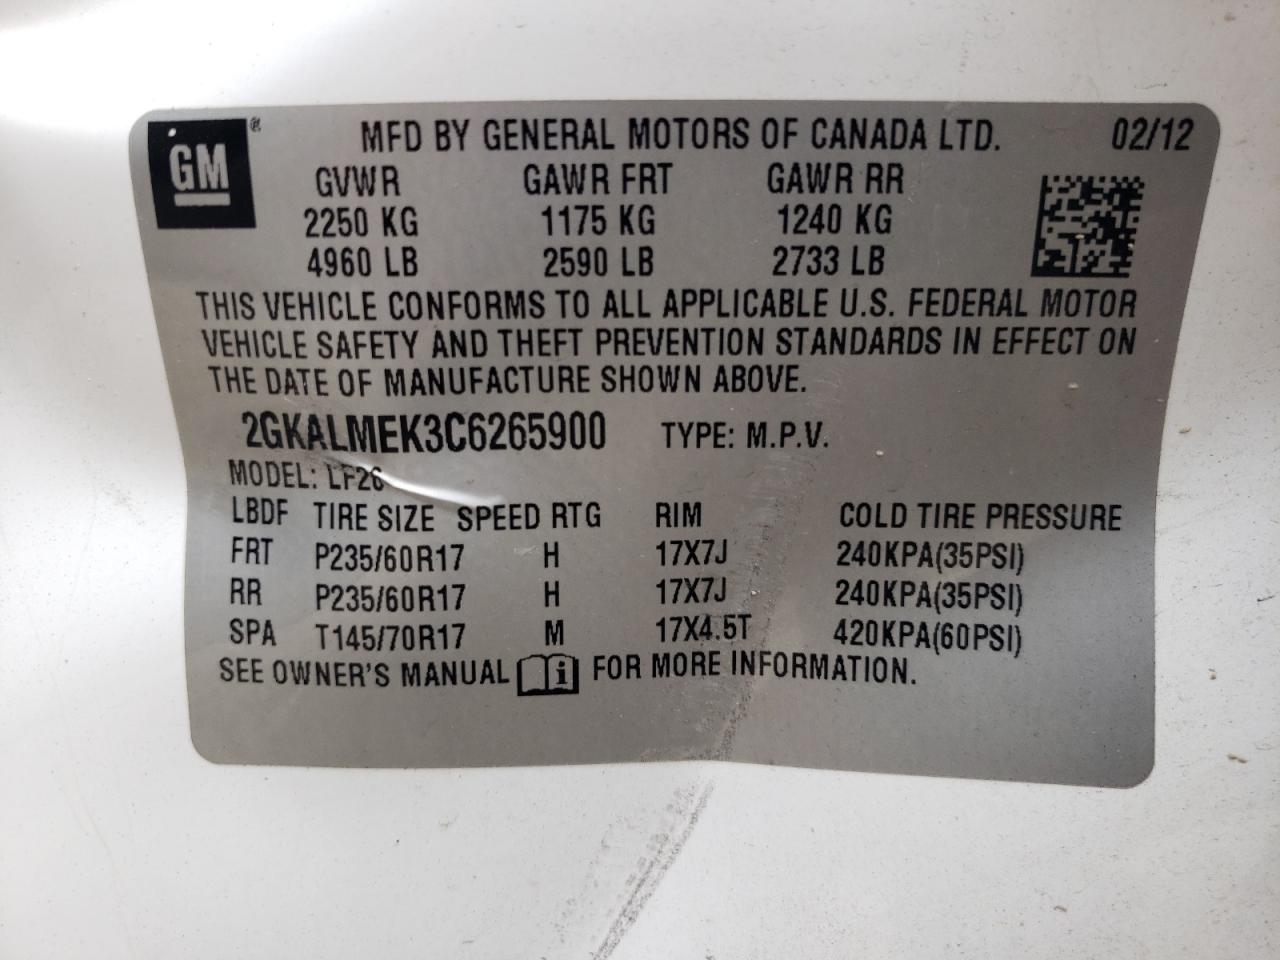 GM ® MFD BY GENERAL MOTORS OF CANADA LTD. 02/12
GVWR GAWR FRT GAWR RR
2250 KG 1175 KG 1240 KG
4960 LB 2590 LB 2733 LB
THIS VEHICLE CONFORMS TO ALL APPLICABLE U.S. FEDERAL MOTOR
VEHICLE SAFETY AND THEFT PREVENTION STANDARDS IN EFFECT ON
THE DATE OF MANUFACTURE SHOWN ABOVE.
2GKALMEK3C6265900 TYPE: M.P.V.
MODEL: LF26
LBDF TIRE SIZE SPEED RTG RIM COLD TIRE PRESSURE
FRT P235/60R17 H 17X7J 240KPA(35PSI)
RR P235/60R17 H 17X7J 240KPA(35PSI)
SPA T145/70R17 M 17X4.5T 420KPA(60PSI)
SEE OWNER'S MANUAL FOR MORE INFORMATION.